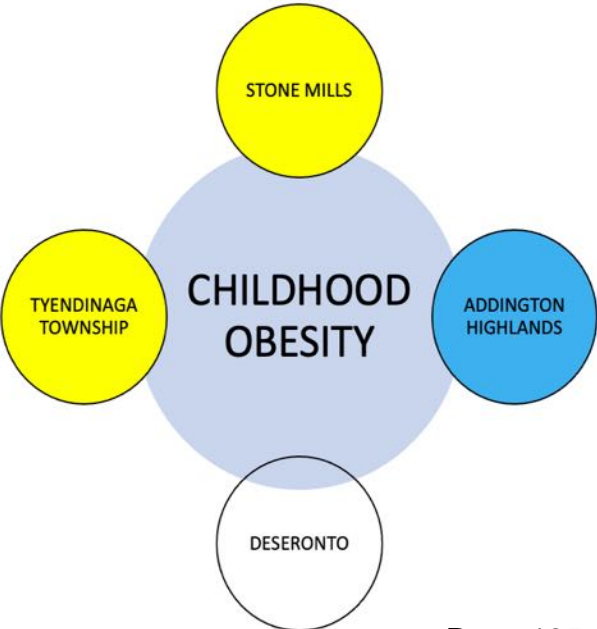 STONE MILLS
TYENDINAGA
TOWNSHIP
CHILDHOOD
OBESITY
ADDINGTON
HIGHLANDS
DESERONTO